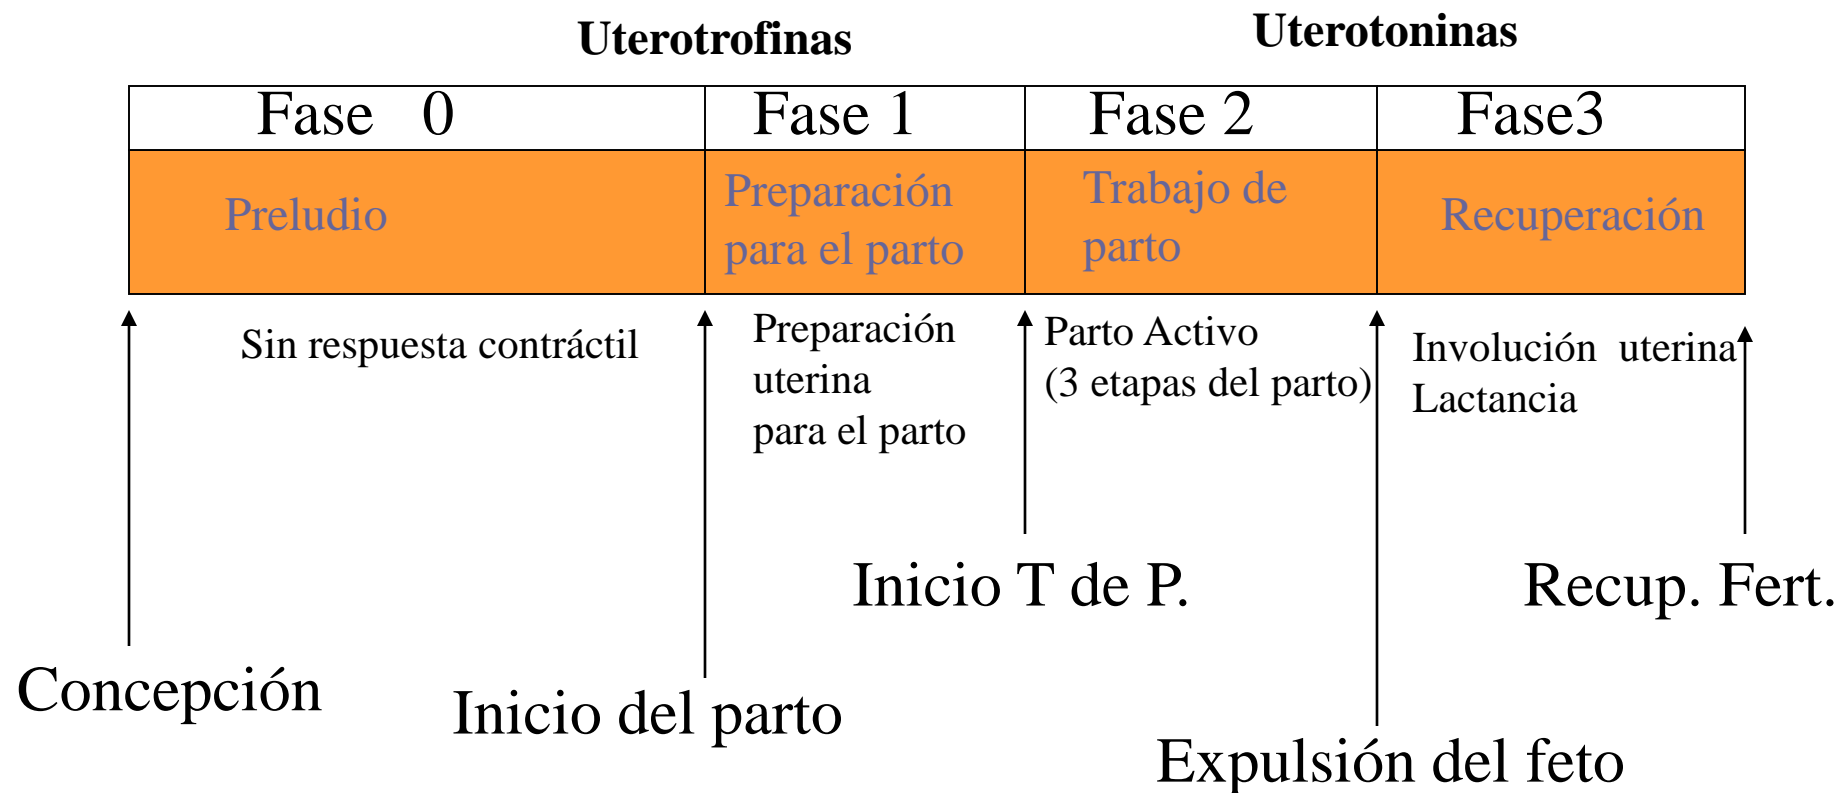 Uterotrofinas
Uterotoninas
Fase 0
Fase 1
Fase 2
Fase3
Preludio
Preparación
para el parto
Trabajo de
parto
Recuperación
Sin respuesta contráctil
Preparación
uterina
para el parto
Parto Activo
(3 etapas del parto)
Involución uterina
Lactancia
Inicio T de P.
Recup. Fert.
Concepción
Inicio del parto
Expulsión del feto